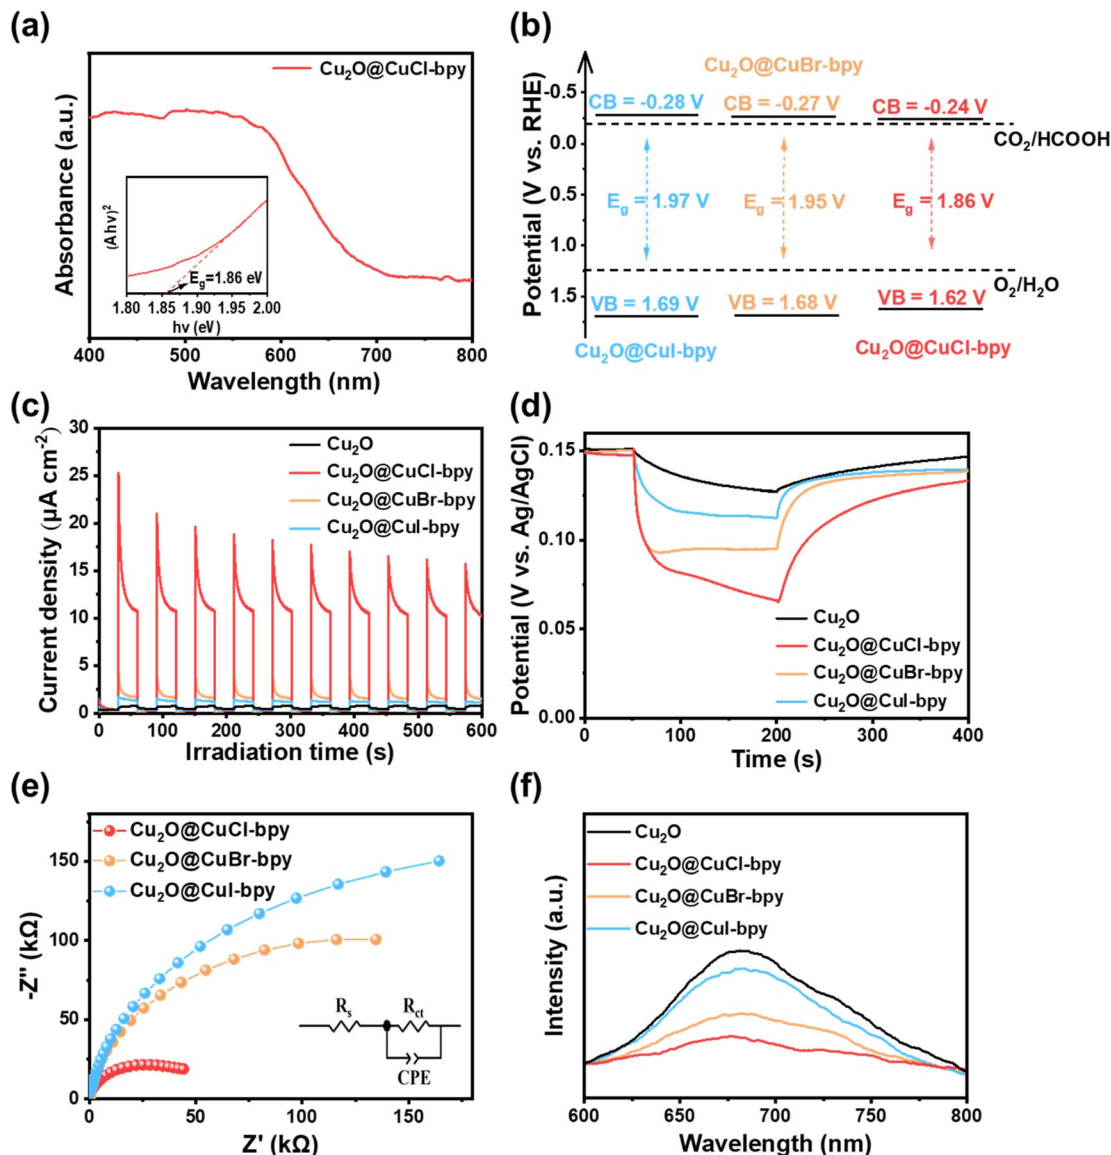 (a)
Cu₂O@CuCl-bpy
Absorbance (a.u.)
(A hv)²
E_g=1.86 eV
1.80 1.85 1.90 1.95 2.00
hv (eV)
400 500 600 700 800
Wavelength (nm)
(b)
Cu₂O@CuBr-bpy
Potential (V vs. RHE)
-0.5
0.0
0.5
1.0
1.5
CB = -0.28 V
CB = -0.27 V
CB = -0.24 V
CO₂/HCOOH
E_g = 1.97 V
E_g = 1.95 V
E_g = 1.86 V
O₂/H₂O
VB = 1.69 V
VB = 1.68 V
VB = 1.62 V
Cu₂O@CuI-bpy
Cu₂O@CuCl-bpy
(c)
Current density (μA cm⁻²)
30
25
20
15
10
5
0
Cu₂O
Cu₂O@CuCl-bpy
Cu₂O@CuBr-bpy
Cu₂O@CuI-bpy
0 100 200 300 400 500 600
Irradiation time (s)
(d)
Potential (V vs. Ag/AgCl)
0.15
0.10
0.05
0.00
Cu₂O
Cu₂O@CuCl-bpy
Cu₂O@CuBr-bpy
Cu₂O@CuI-bpy
0 100 200 300 400
Time (s)
(e)
Cu₂O@CuCl-bpy
Cu₂O@CuBr-bpy
Cu₂O@CuI-bpy
-Z'' (kΩ)
150
100
50
0
R_s
R_ct
CPE
0 50 100 150
Z' (kΩ)
(f)
Cu₂O
Cu₂O@CuCl-bpy
Cu₂O@CuBr-bpy
Cu₂O@CuI-bpy
Intensity (a.u.)
600 650 700 750 800
Wavelength (nm)